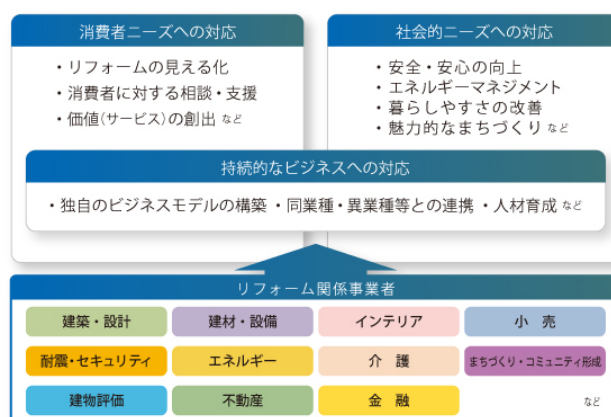 消費者ニーズへの対応
・リフォームの見える化
・消費者に対する相談・支援
・価値(サービス)の創出 など
社会的ニーズへの対応
・安全・安心の向上
・エネルギーマネジメント
・暮らしやすさの改善
・魅力的なまちづくり など
持続的なビジネスへの対応
・独自のビジネスモデルの構築 ・同業種・異業種等との連携 ・人材育成 など
リフォーム関係事業者
建築・設計 建材・設備 インテリア 小 売
耐震・セキュリティ エネルギー 介 護 まちづくり・コミュニティ形成
建物評価 不動産 金 融 など